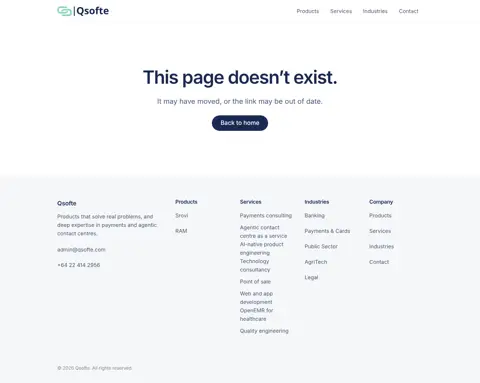 Qsofte
Products Services Industries Contact
This page doesn't exist.
It may have moved, or the link may be out of date.
Back to home
Qsofte
Products that solve real problems, and
deep expertise in payments and agentic
contact centres.
admin@qsofte.com
+64 22 414 2956
Products
Srovi
RAM
Services
Payments consulting
Agentic contact
centre as a service
AI-native product
engineering
Technology
consultancy
Point of sale
Web and app
development
OpenEMR for
healthcare
Quality engineering
Industries
Banking
Payments & Cards
Public Sector
AgriTech
Legal
Company
Products
Services
Industries
Contact
© 2025 Qsofte. All rights reserved.